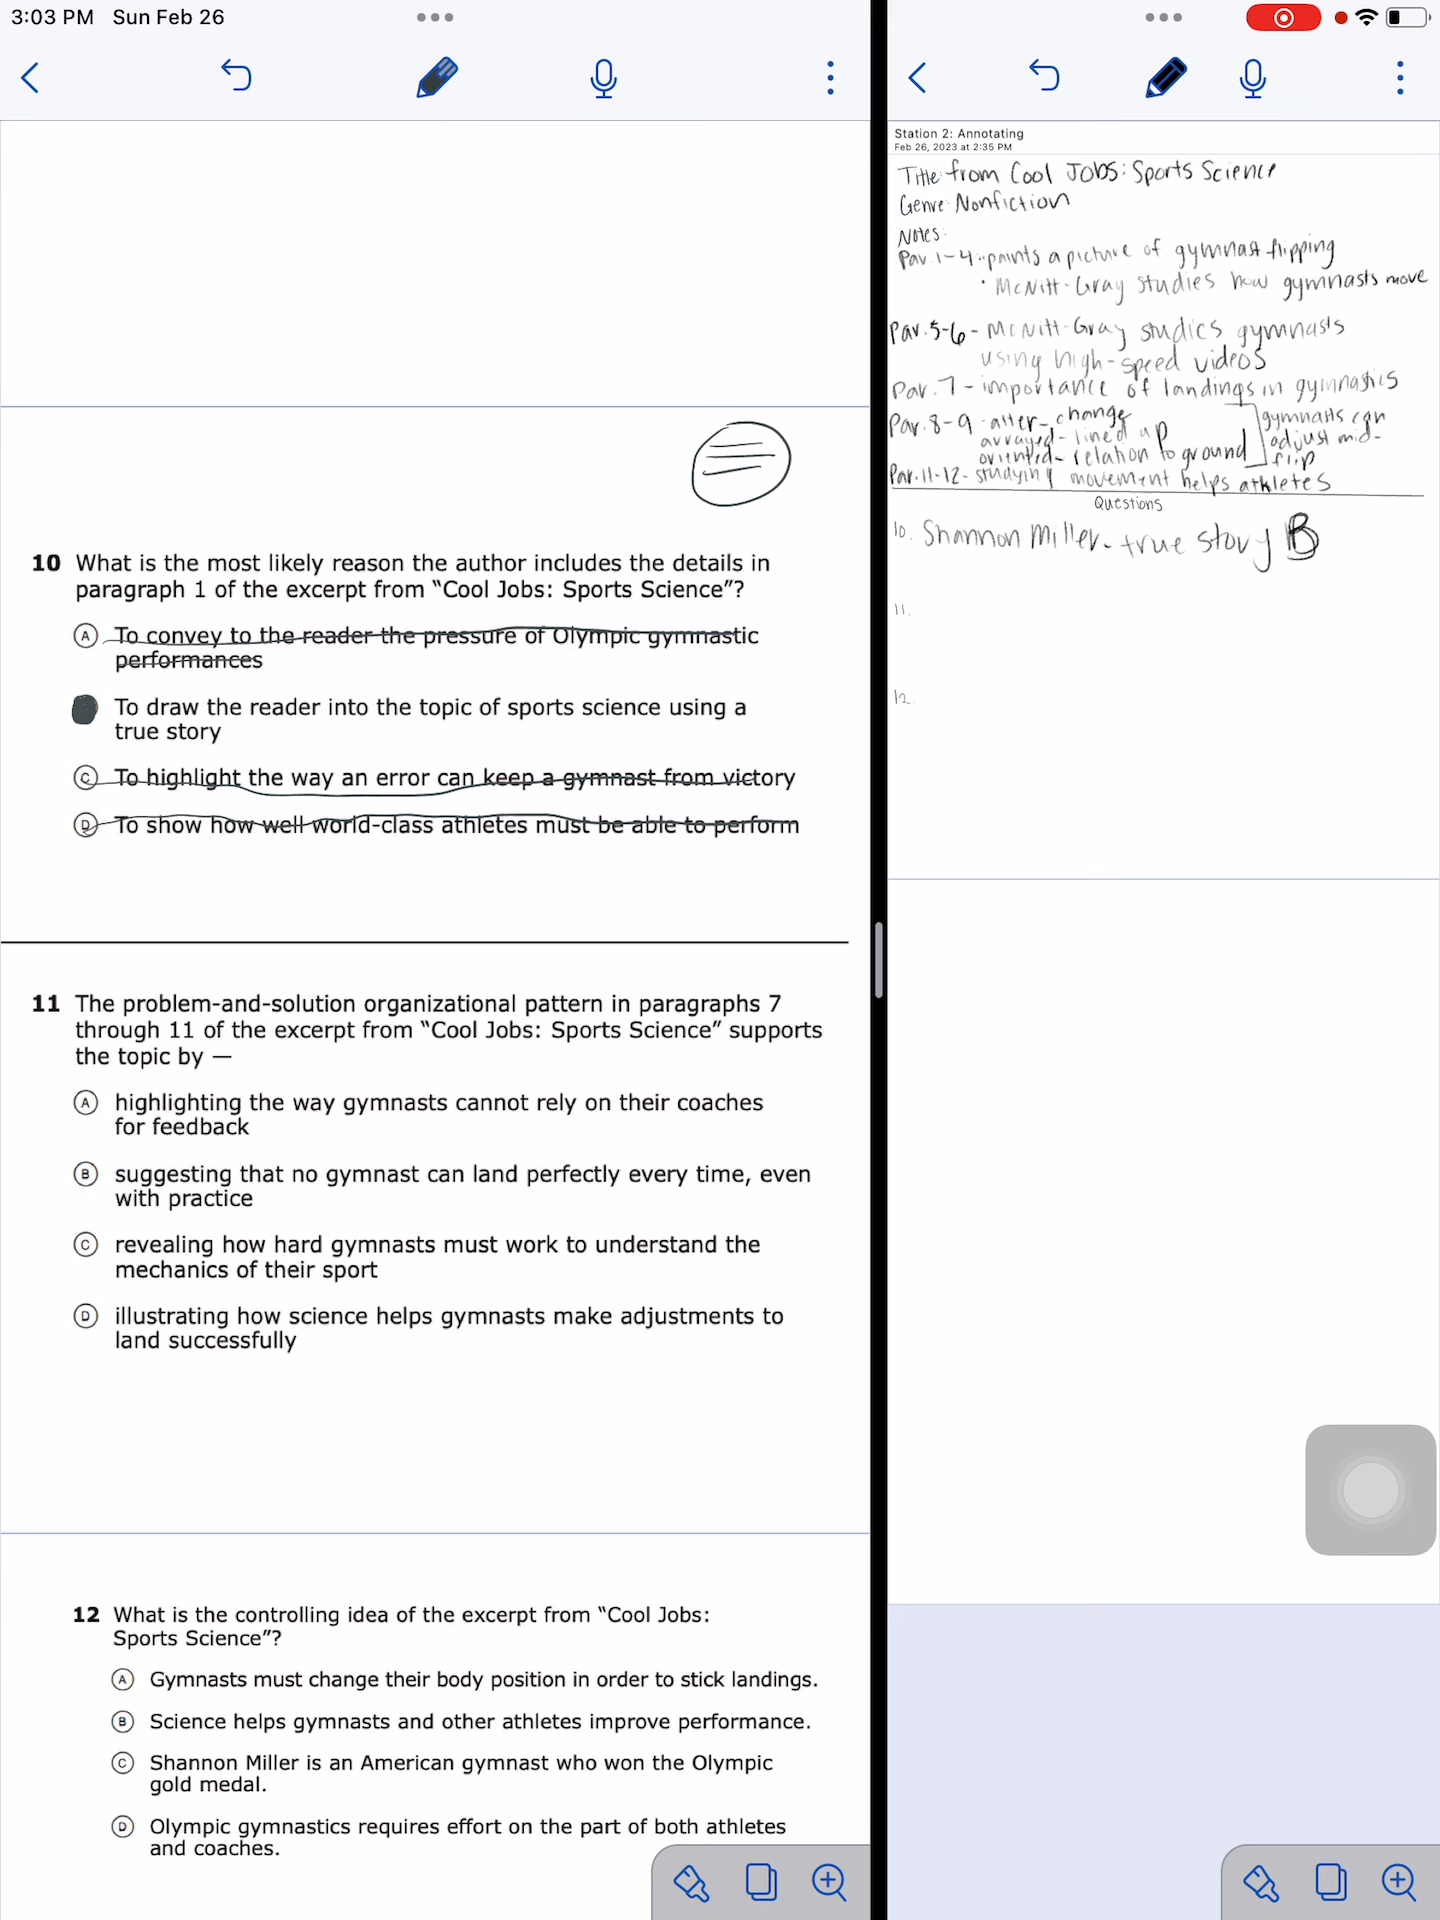 3:03 PM Sun Feb 26
10 What is the most likely reason the author includes the details in
paragraph 1 of the excerpt from “Cool Jobs: Sports Science”?
A To convey to the reader the pressure of Olympic gymnastic
performances
To draw the reader into the topic of sports science using a
true story
C To highlight the way an error can keep a gymnast from victory
D To show how well world-class athletes must be able to perform
11 The problem-and-solution organizational pattern in paragraphs 7
through 11 of the excerpt from “Cool Jobs: Sports Science” supports
the topic by —
A highlighting the way gymnasts cannot rely on their coaches
for feedback
B suggesting that no gymnast can land perfectly every time, even
with practice
C revealing how hard gymnasts must work to understand the
mechanics of their sport
D illustrating how science helps gymnasts make adjustments to
land successfully
12 What is the controlling idea of the excerpt from “Cool Jobs:
Sports Science”?
A Gymnasts must change their body position in order to stick landings.
B Science helps gymnasts and other athletes improve performance.
C Shannon Miller is an American gymnast who won the Olympic
gold medal.
D Olympic gymnastics requires effort on the part of both athletes
and coaches.
Station 2: Annotating
Feb 26, 2023 at 2:35 PM
Title: from Cool Jobs: Sports Science
Genre: Nonfiction
Notes:
Par. 1-4 - paints a picture of gymnast flipping
• McNitt-Gray studies how gymnasts move
Par. 5-6 - McNitt-Gray studies gymnasts
using high-speed videos
Par. 7 - importance of landings in gymnastics
Par. 8-9 - alter - change
arrayed - lined up
oriented - relation to ground
gymnasts can
adjust mid-
flip
Par. 11-12 - studying movement helps athletes
Questions
10. Shannon Miller - true story B
11.
12.